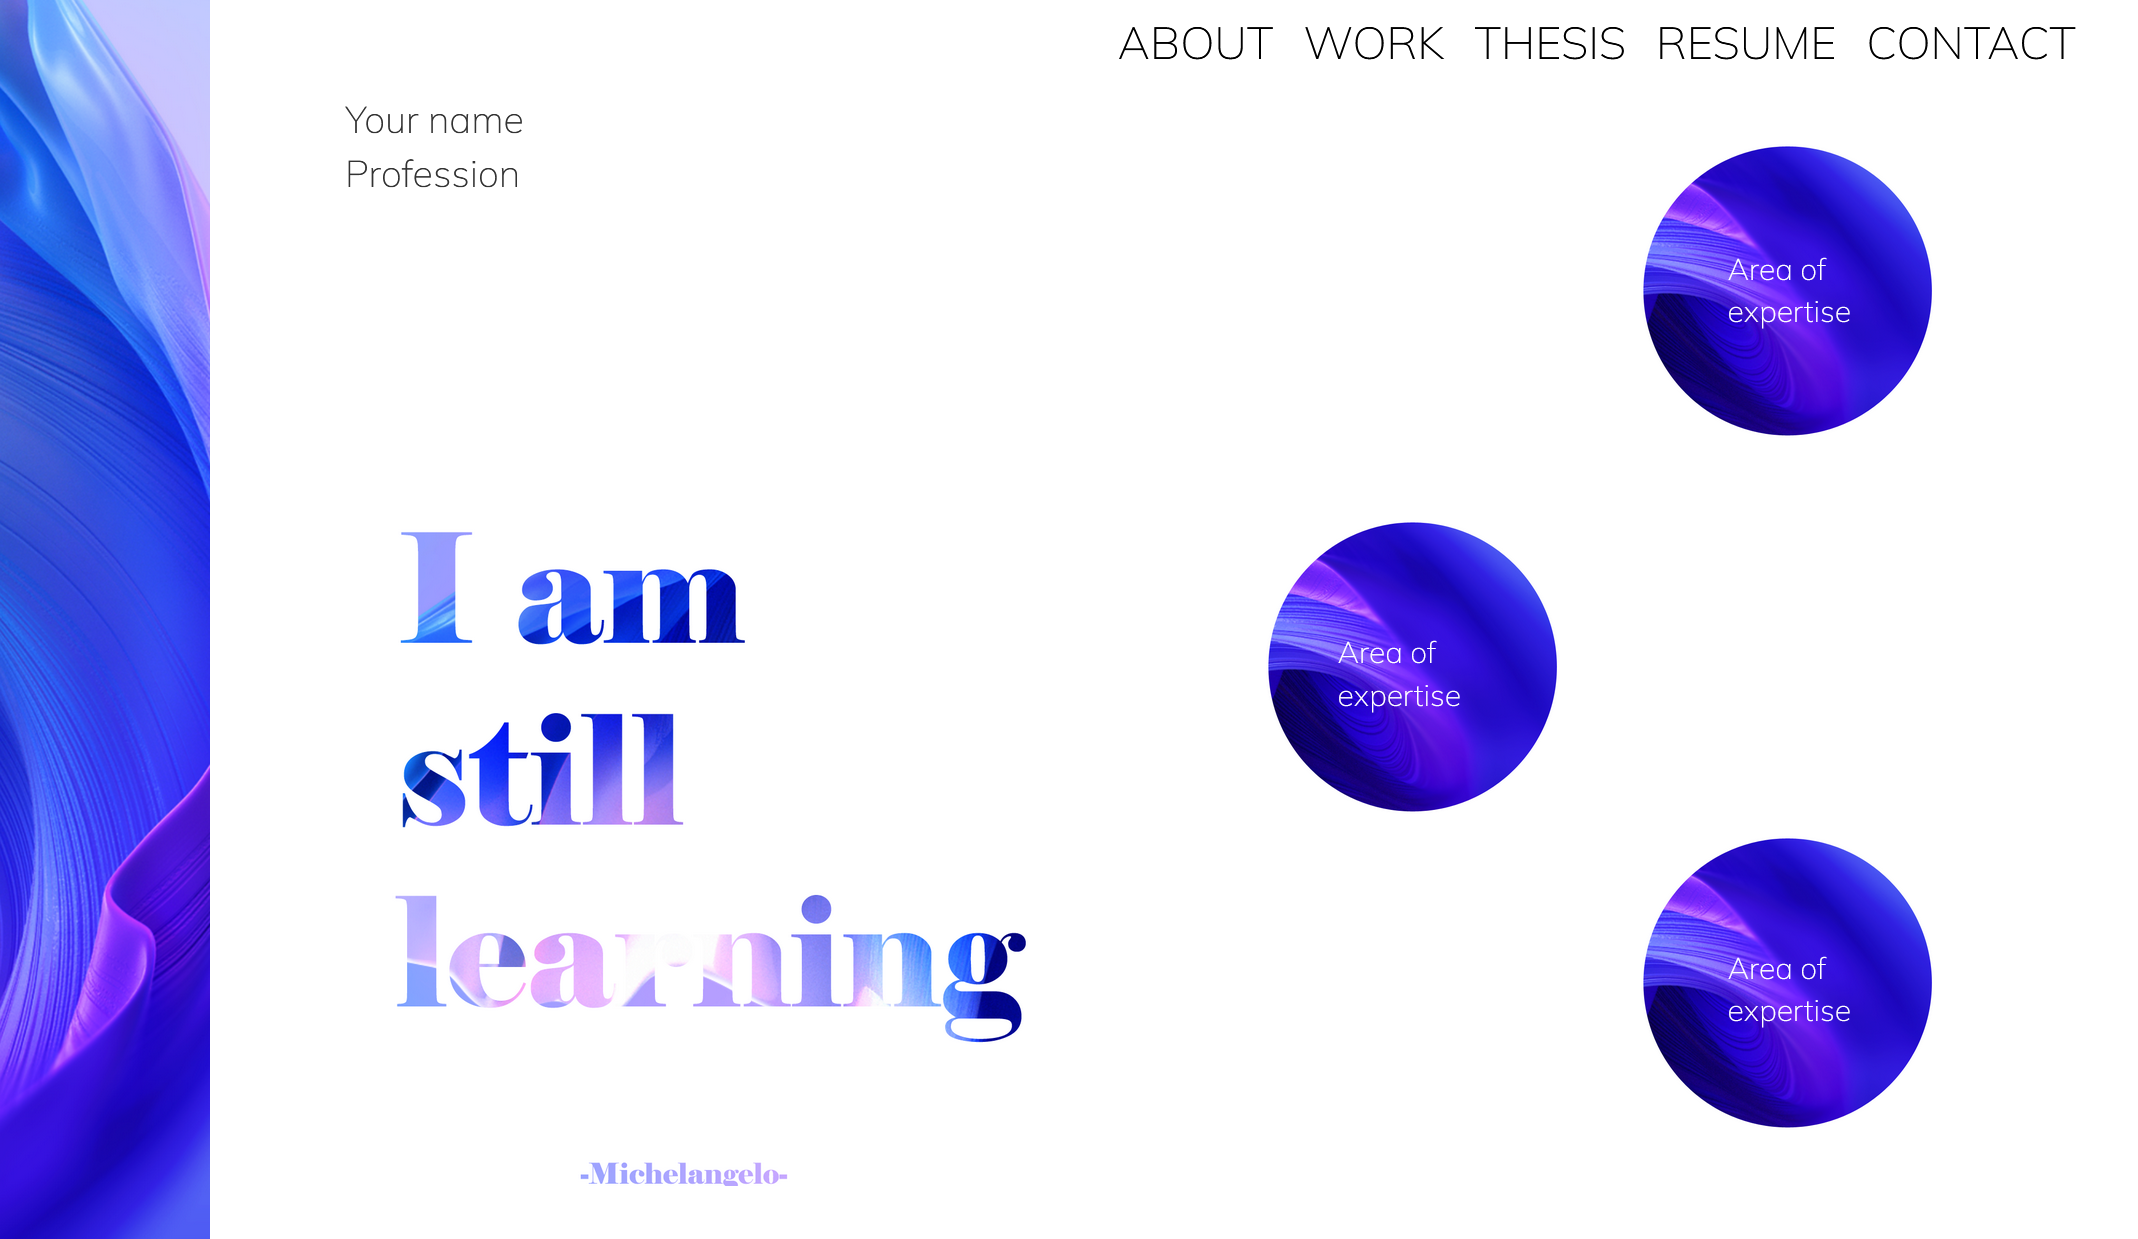 ABOUT WORK THESIS RESUME CONTACT
Your name
Profession
Area of
expertise
I am
still
learning
Area of
expertise
Area of
expertise
-Michelangelo-